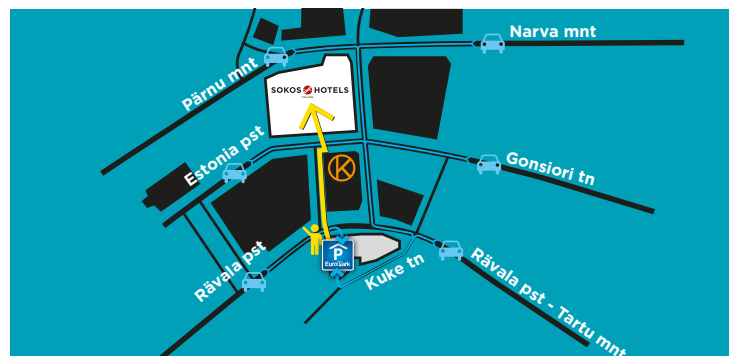 Narva mnt
Pärnu mnt
SOKOS HOTELS
Estonia pst
K
Gonsiori tn
Rävala pst
P
EuroPark
Kuke tn
Rävala pst - Tartu mnt